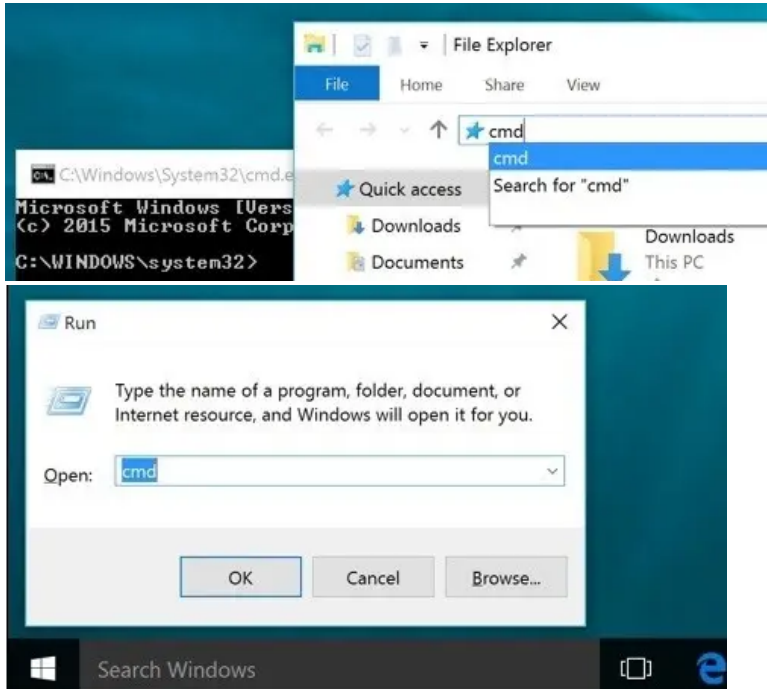 File Explorer
File Home Share View
cmd
cmd
Search for "cmd"
C:\Windows\System32\cmd.e
Microsoft Windows [Vers
(c) 2015 Microsoft Corp
C:\WINDOWS\system32>
Quick access
Downloads
Documents
Downloads
This PC
Run
Type the name of a program, folder, document, or
Internet resource, and Windows will open it for you.
Open: cmd
OK Cancel Browse...
Search Windows